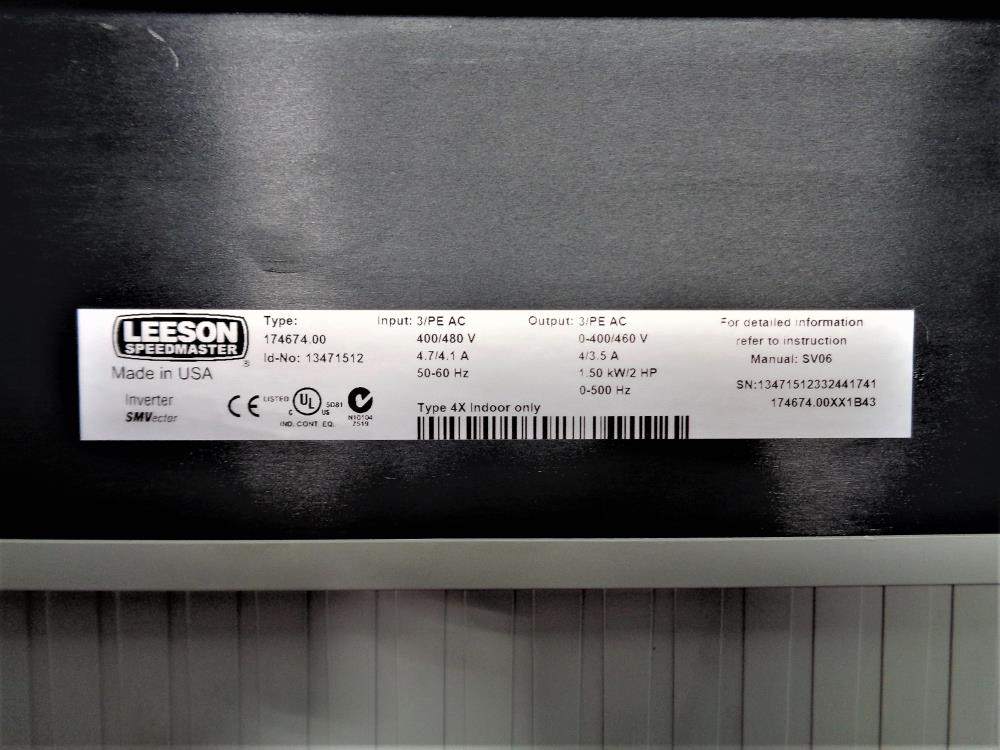 LEESON
SPEEDMASTER
®
Made in USA
Inverter
SMVector
Type:
174674.00
Id-No: 13471512
CE
LISTED
C UL US
5D81
IND. CONT. EQ.
N10104
7519
Input: 3/PE AC
400/480 V
4.7/4.1 A
50-60 Hz
Output: 3/PE AC
0-400/460 V
4/3.5 A
1.50 kW/2 HP
0-500 Hz
Type 4X Indoor only
For detailed information
refer to instruction
Manual: SV06
SN:13471512332441741
174674.00XX1B43